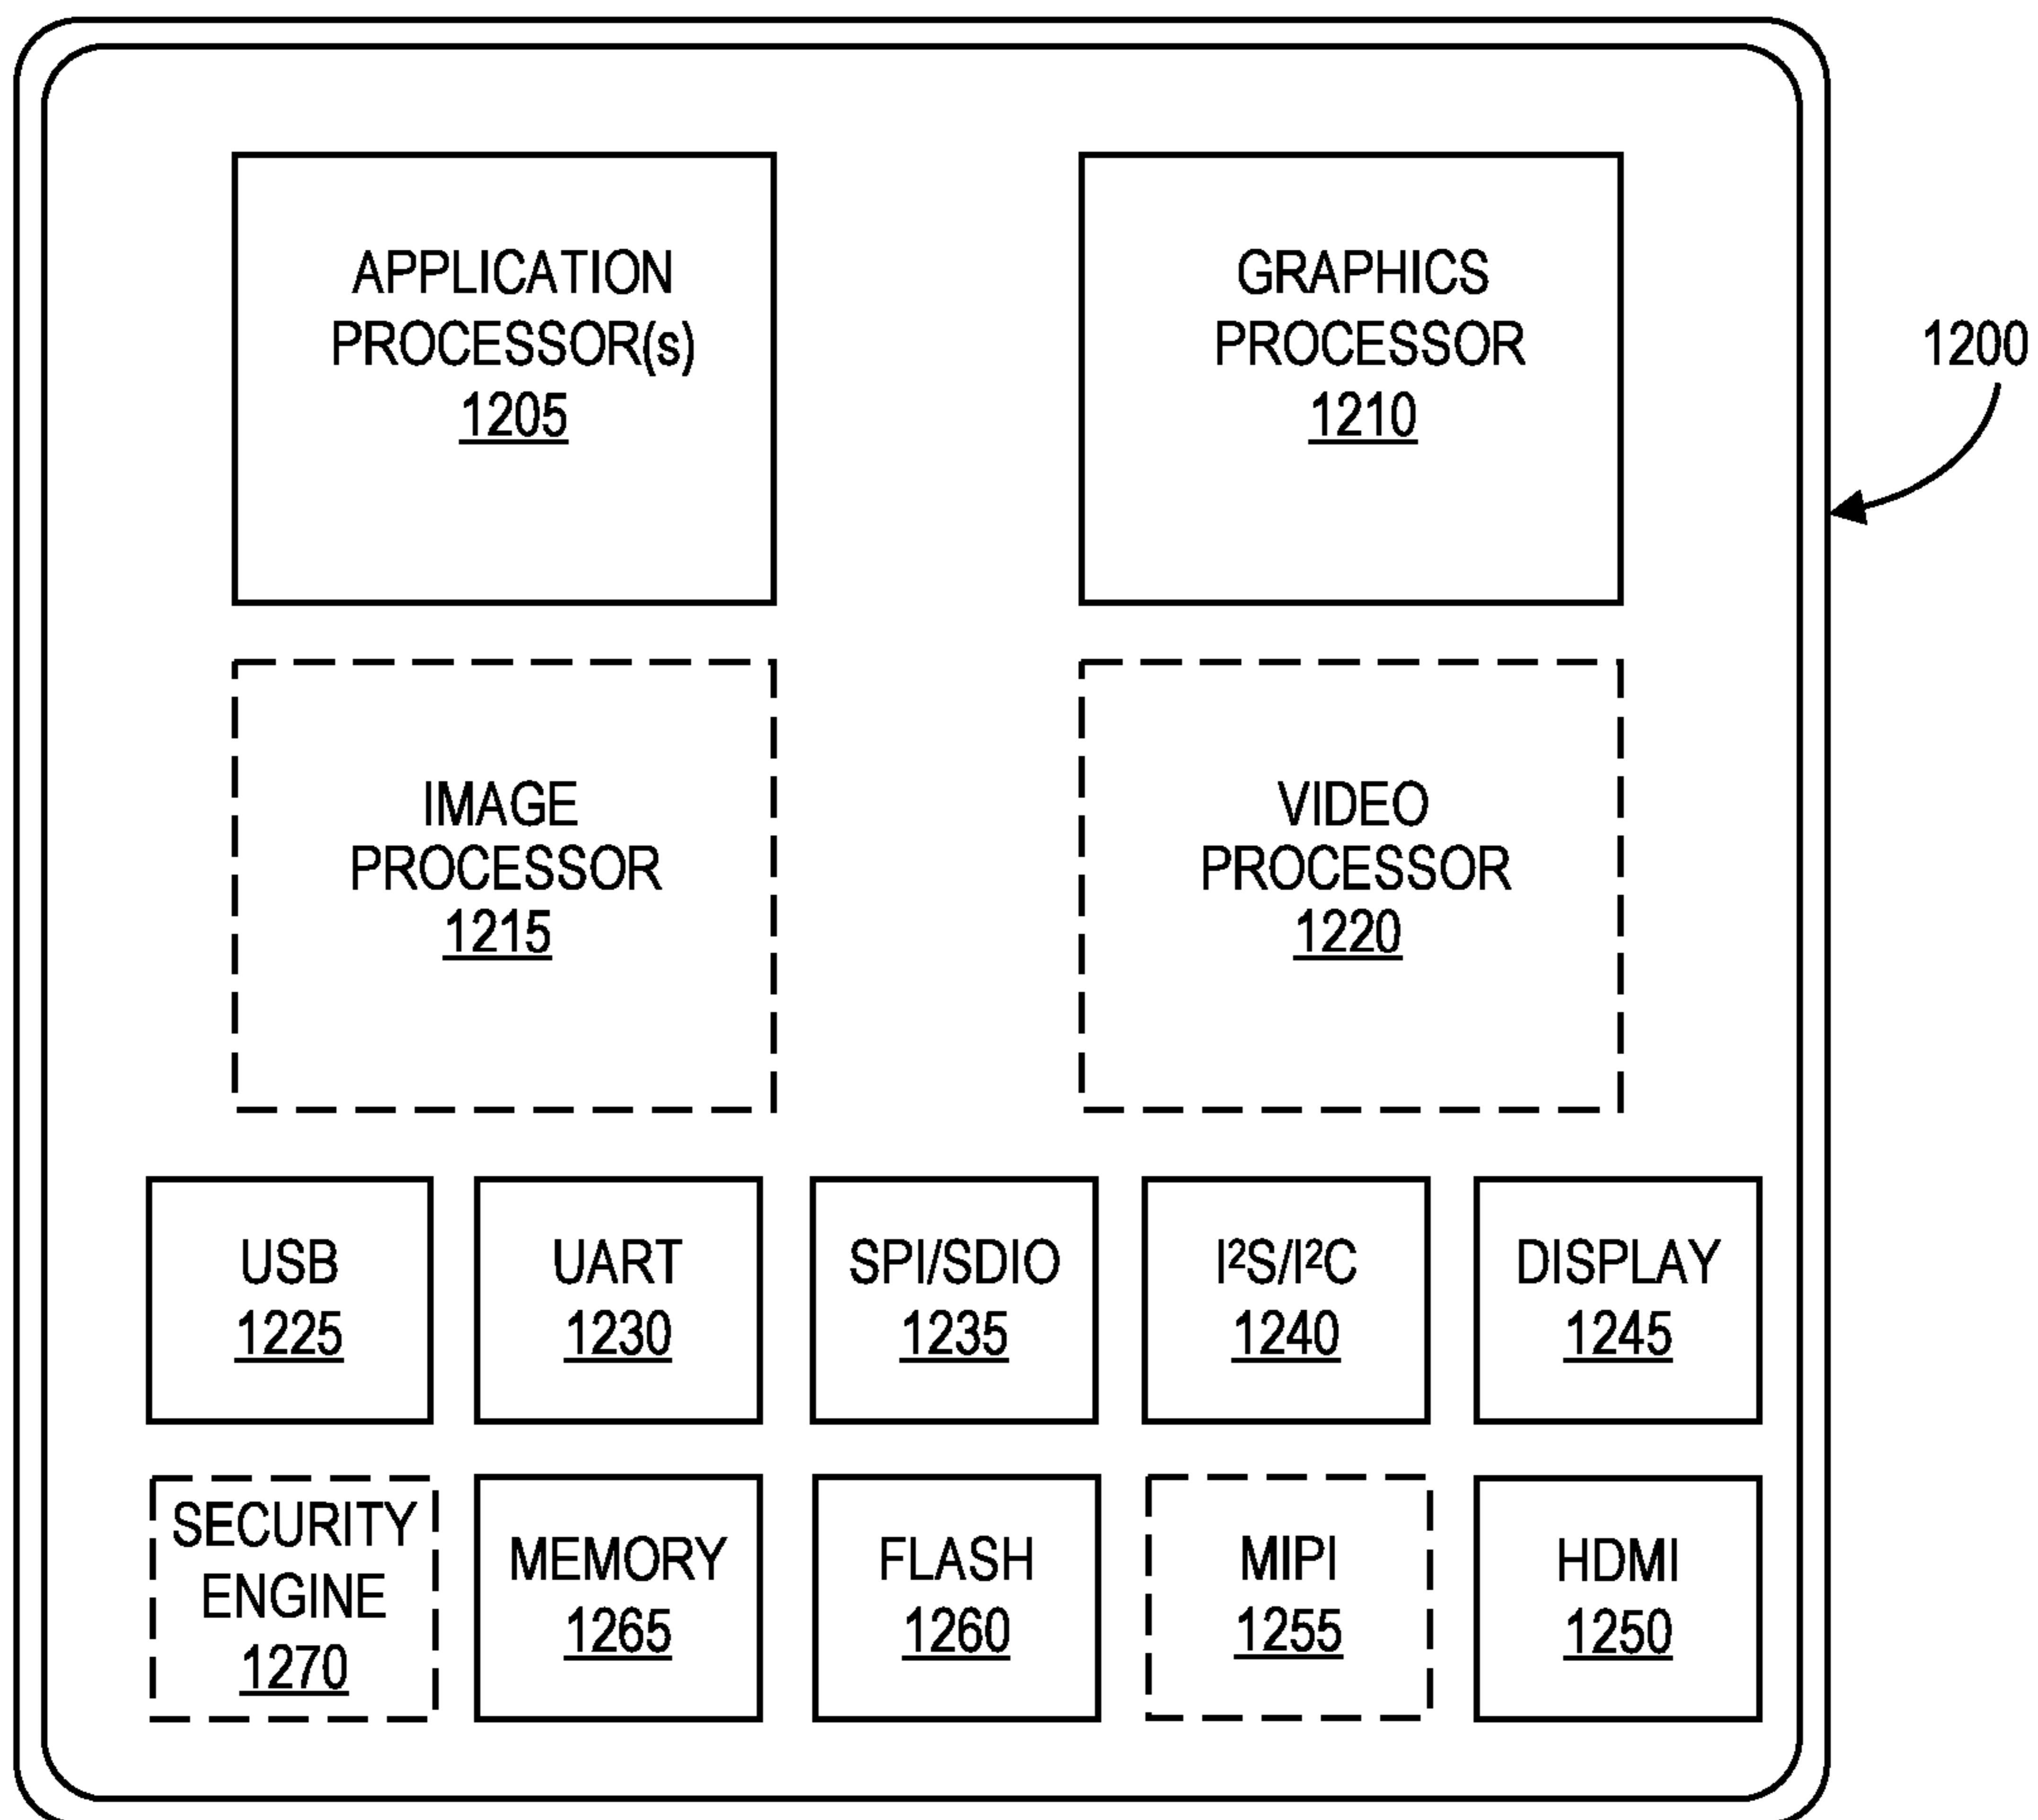 APPLICATION
PROCESSOR(s)
1205
GRAPHICS
PROCESSOR
1210
1200
IMAGE
PROCESSOR
1215
VIDEO
PROCESSOR
1220
USB
1225
UART
1230
SPI/SDIO
1235
I²S/I²C
1240
DISPLAY
1245
SECURITY
ENGINE
1270
MEMORY
1265
FLASH
1260
MIPI
1255
HDMI
1250